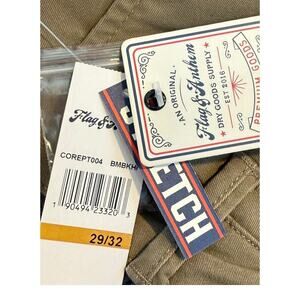 AN ORIGINAL
Flag & Anthem
DRY GOODS SUPPLY
EST 2016
PREMIUM GOODS
Flag & Anthem
COREPT004 BMBKH
1 90494 23320 3
29/32